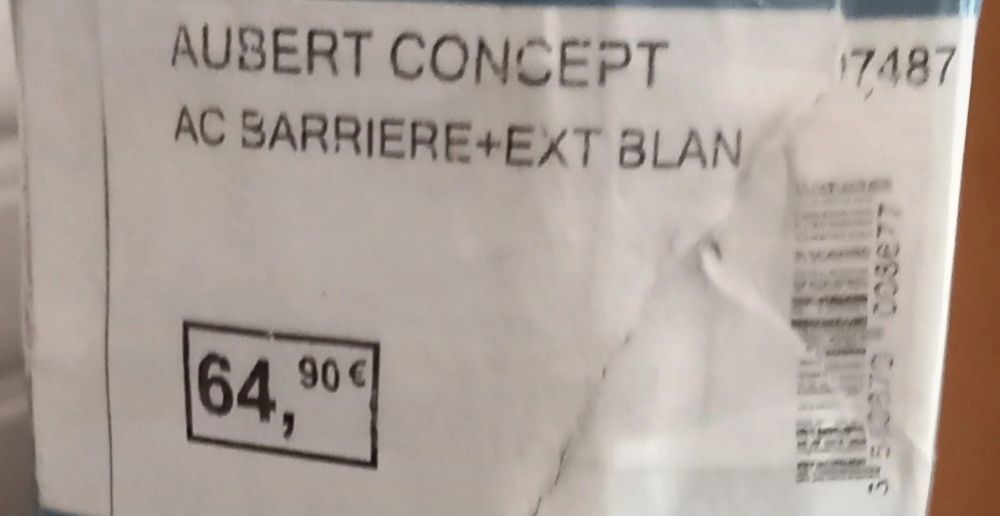 AUBERT CONCEPT
AC BARRIERE+EXT BLAN
64,90€